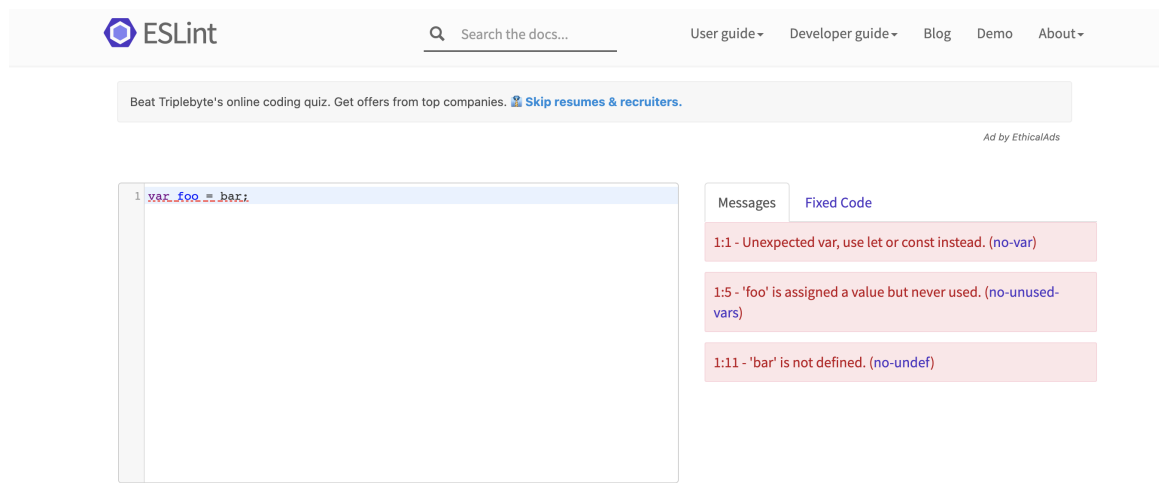 ESLint
Search the docs...
User guide
Developer guide
Blog
Demo
About
Beat Triplebyte's online coding quiz. Get offers from top companies. Skip resumes & recruiters.
Ad by EthicalAds
1 var foo = bar;
Messages
Fixed Code
1:1 - Unexpected var, use let or const instead. (no-var)
1:5 - 'foo' is assigned a value but never used. (no-unused-
vars)
1:11 - 'bar' is not defined. (no-undef)